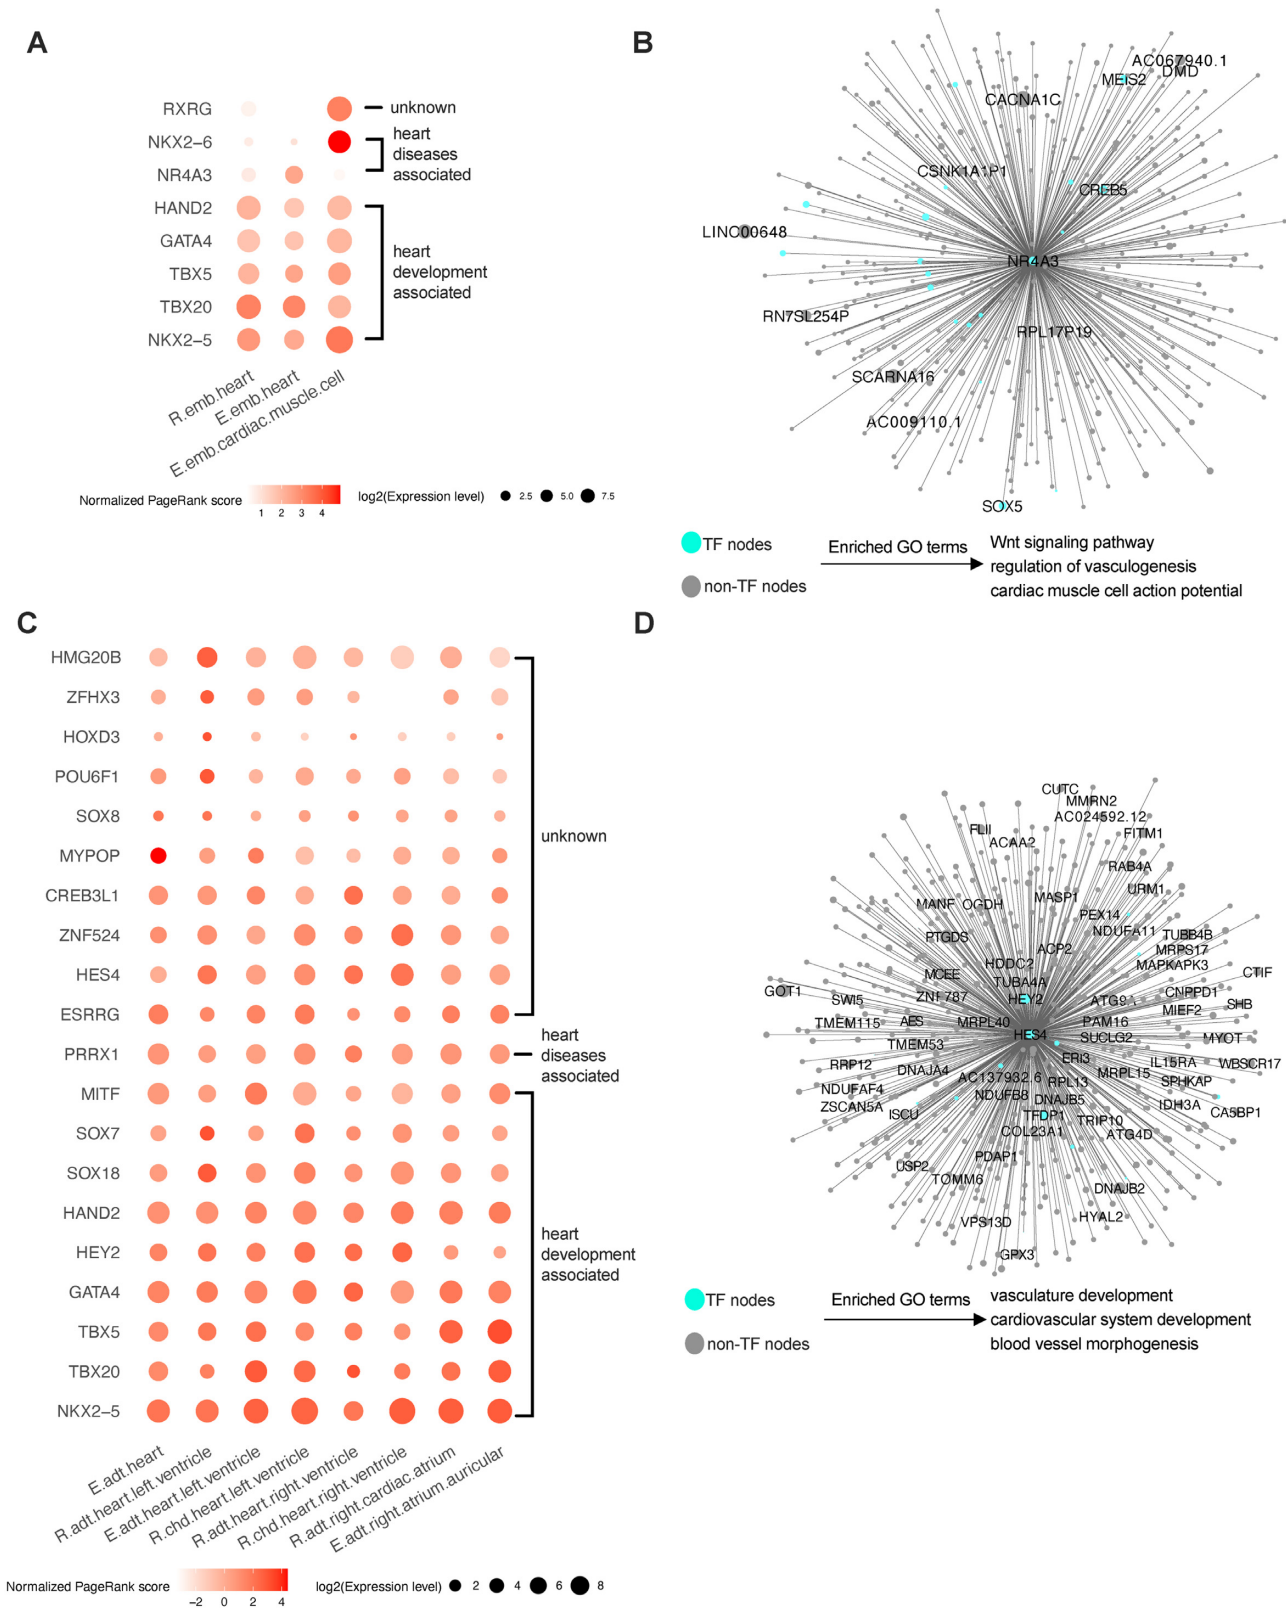 A
RXRG
NKX2−6
NR4A3
HAND2
GATA4
TBX5
TBX20
NKX2−5
unknown
heart
diseases
associated
heart
development
associated
R.emb.heart
E.emb.heart
E.emb.cardiac.muscle.cell
Normalized PageRank score
1 2 3 4
log2(Expression level)
2.5 5.0 7.5
B
AC067940.1
DMD
MEIS2
CACNA1C
CSNK1A1P1
CREB5
LINC00648
NR4A3
RN7SL254P
RPL17P19
SCARNA16
AC009110.1
SOX5
TF nodes
non-TF nodes
Enriched GO terms
Wnt signaling pathway
regulation of vasculogenesis
cardiac muscle cell action potential
C
HMG20B
ZFHX3
HOXD3
POU6F1
SOX8
MYPOP
CREB3L1
ZNF524
HES4
ESRRG
PRRX1
MITF
SOX7
SOX18
HAND2
HEY2
GATA4
TBX5
TBX20
NKX2−5
unknown
heart
diseases
associated
heart
development
associated
E.adt.heart
R.adt.heart.left.ventricle
E.adt.heart.left.ventricle
R.chd.heart.left.ventricle
R.adt.heart.right.ventricle
R.chd.heart.right.ventricle
R.adt.right.cardiac.atrium
E.adt.right.atrium.auricular
Normalized PageRank score
−2 0 2 4
log2(Expression level)
2 4 6 8
D
CUTC
MMRN2
AC024592.12
FLII
FITM1
ACAA2
RAB4A
URM1
MASP1
MANF OGDH
PEX14
NDUFA11
TUBB4B
PTGDS
ACP2
MRPS17
HDDC2
MAPKAPK3
MCEE
CTIF
TUBA4A
GOT1
SWI5
ZNF787
HEY2
ATG9A
CNPPD1
SHB
MIEF2
TMEM115
AES
MRPL40
PAM16
HES4
SUCLG2
MYOT
TMEM53
ERI3
RRP12
DNAJA4
IL15RA
WBSCR17
AC137932.6
RPL13
MRPL15
SPHKAP
NDUFAF4
NDUFB8
DNAJB5
ZSCAN5A
ISCU
TFDP1
TRIP10
IDH3A
CA5BP1
COL23A1
ATG4D
USP2
PDAP1
TOMM6
DNAJB2
VPS13D
HYAL2
GPX3
TF nodes
non-TF nodes
Enriched GO terms
vasculature development
cardiovascular system development
blood vessel morphogenesis